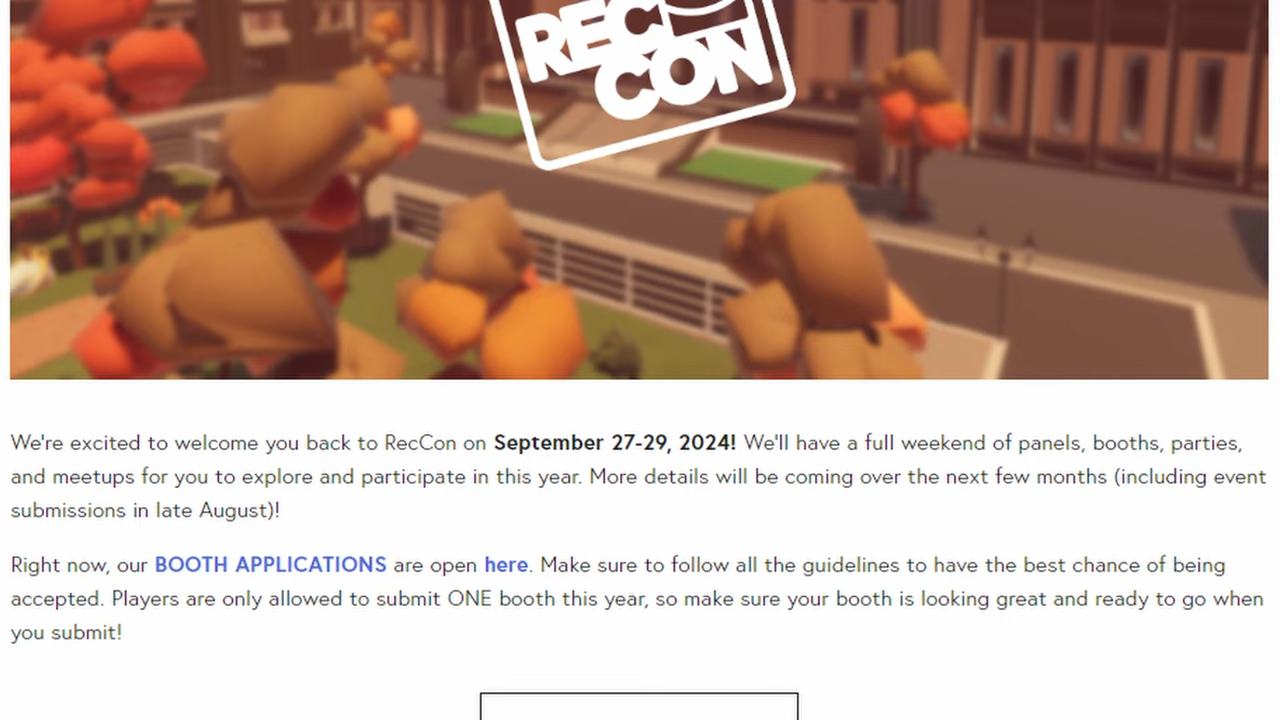 REC
CON
We're excited to welcome you back to RecCon on September 27-29, 2024! We'll have a full weekend of panels, booths, parties,
and meetups for you to explore and participate in this year. More details will be coming over the next few months (including event
submissions in late August)!
Right now, our BOOTH APPLICATIONS are open here. Make sure to follow all the guidelines to have the best chance of being
accepted. Players are only allowed to submit ONE booth this year, so make sure your booth is looking great and ready to go when
you submit!